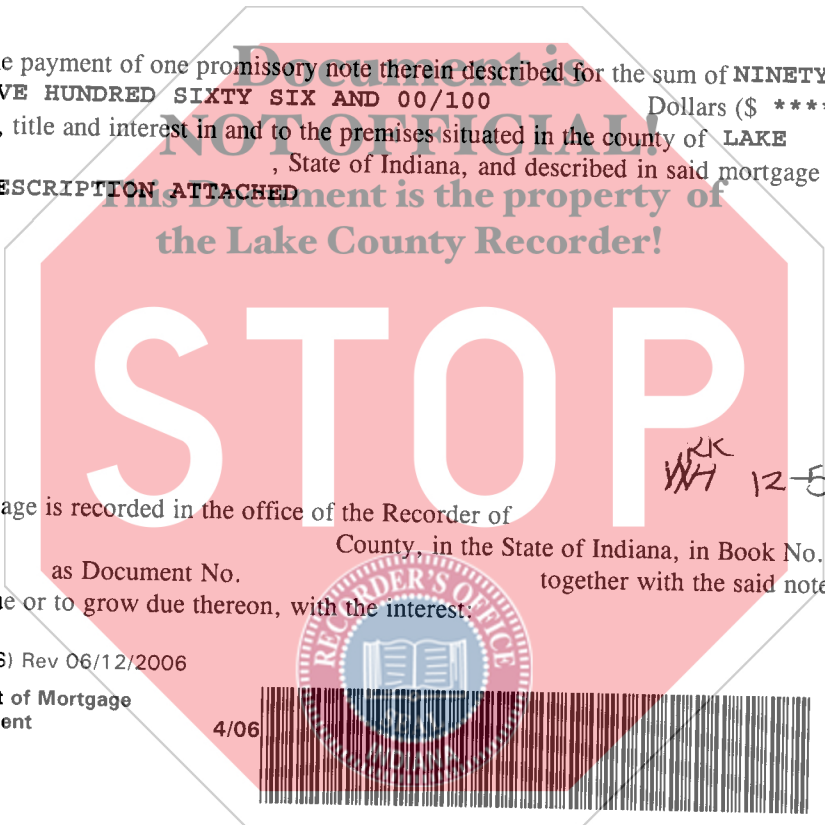 e payment of one promissory note therein described for the sum of NINETY
VE HUNDRED SIXTY SIX AND 00/100 Dollars ($ ****
, title and interest in and to the premises situated in the county of LAKE
, State of Indiana, and described in said mortgage
ESCRIPTION ATTACHED
Document is
NOT OFFICIAL!
This Document is the property of
the Lake County Recorder!
STOP
RK
WH 12-5
age is recorded in the office of the Recorder of
County, in the State of Indiana, in Book No.
as Document No. together with the said note
e or to grow due thereon, with the interest:
RECORDER'S OFFICE
SEAL
INDIANA
S) Rev 06/12/2006
t of Mortgage
ent
4/06